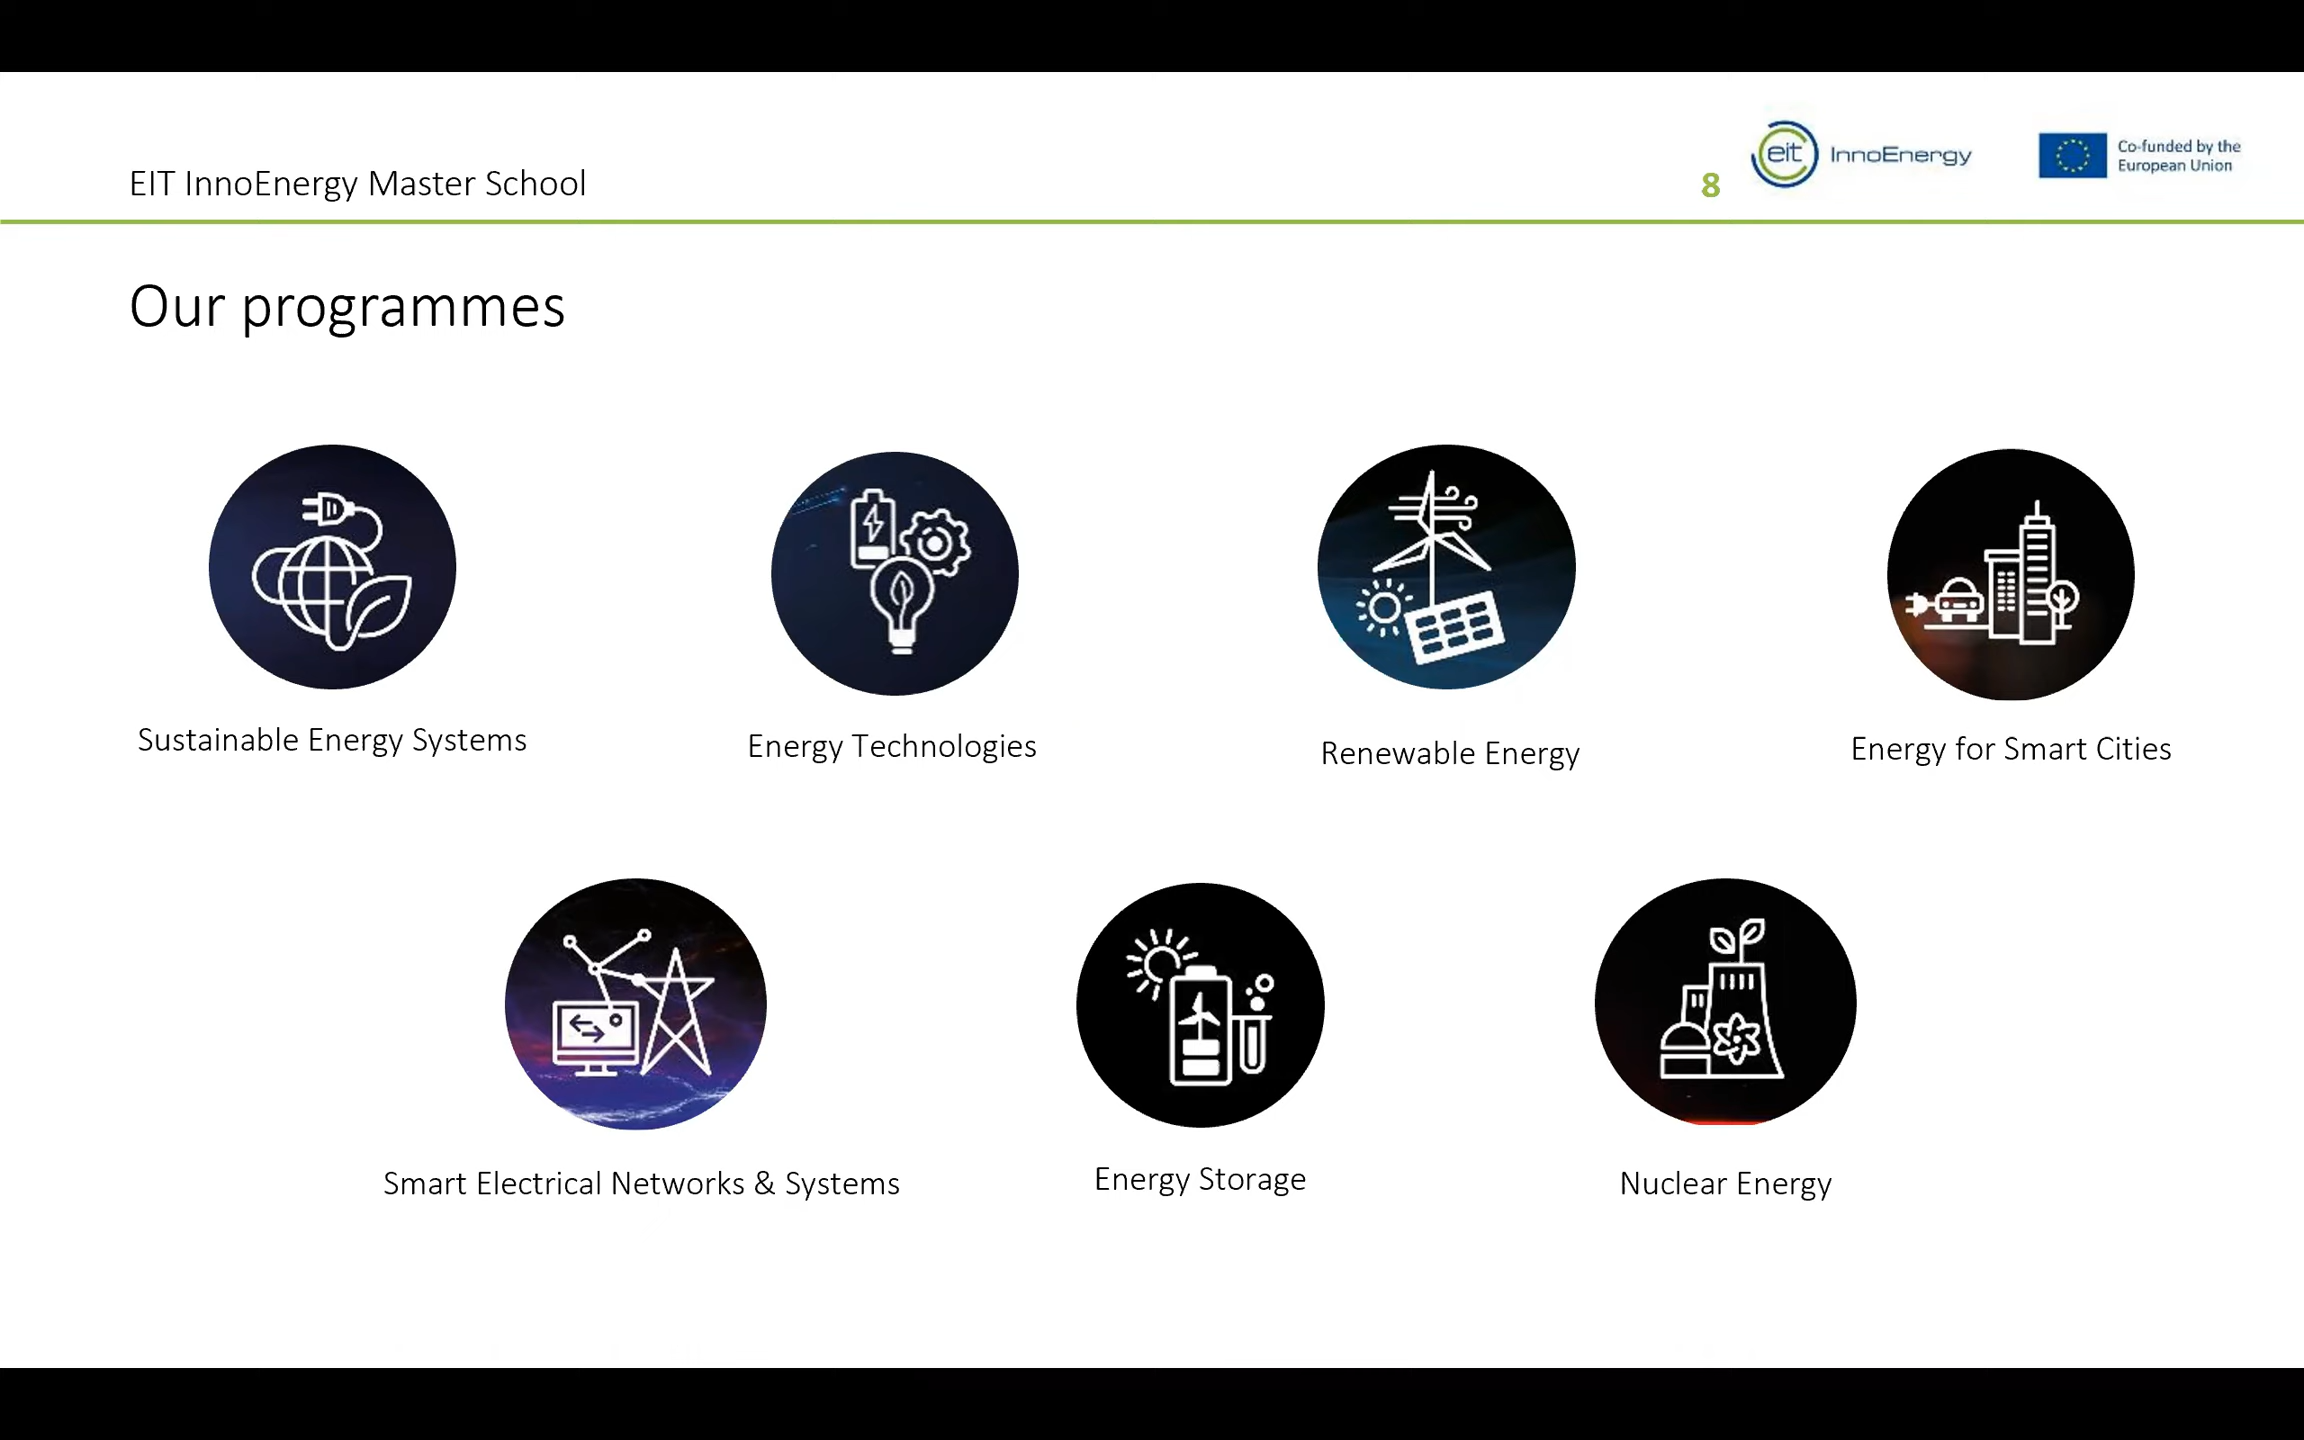 EIT InnoEnergy Master School
8
eit InnoEnergy
Co-funded by the
European Union
Our programmes
Sustainable Energy Systems
Energy Technologies
Renewable Energy
Energy for Smart Cities
Smart Electrical Networks & Systems
Energy Storage
Nuclear Energy